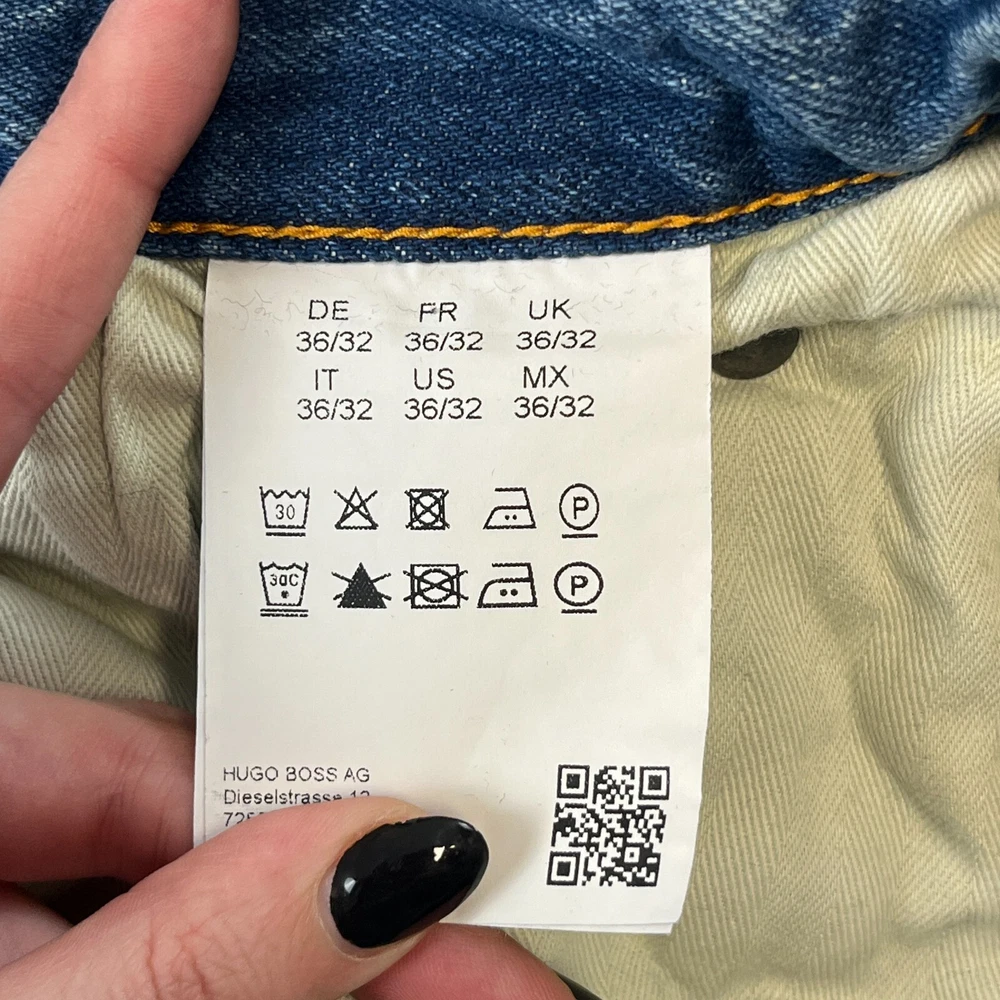 DE FR UK
36/32 36/32 36/32
IT US MX
36/32 36/32 36/32
30 P
30C P
HUGO BOSS AG
Dieselstrasse 12